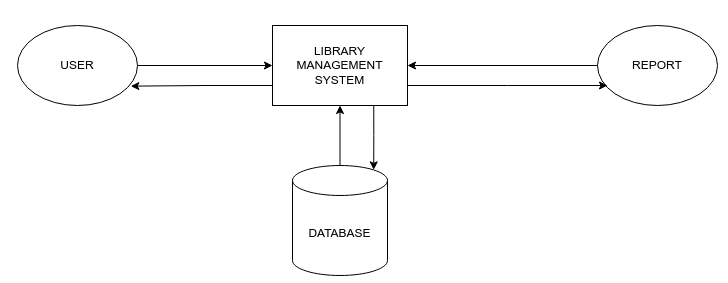 USER
LIBRARY
MANAGEMENT
SYSTEM
REPORT
DATABASE